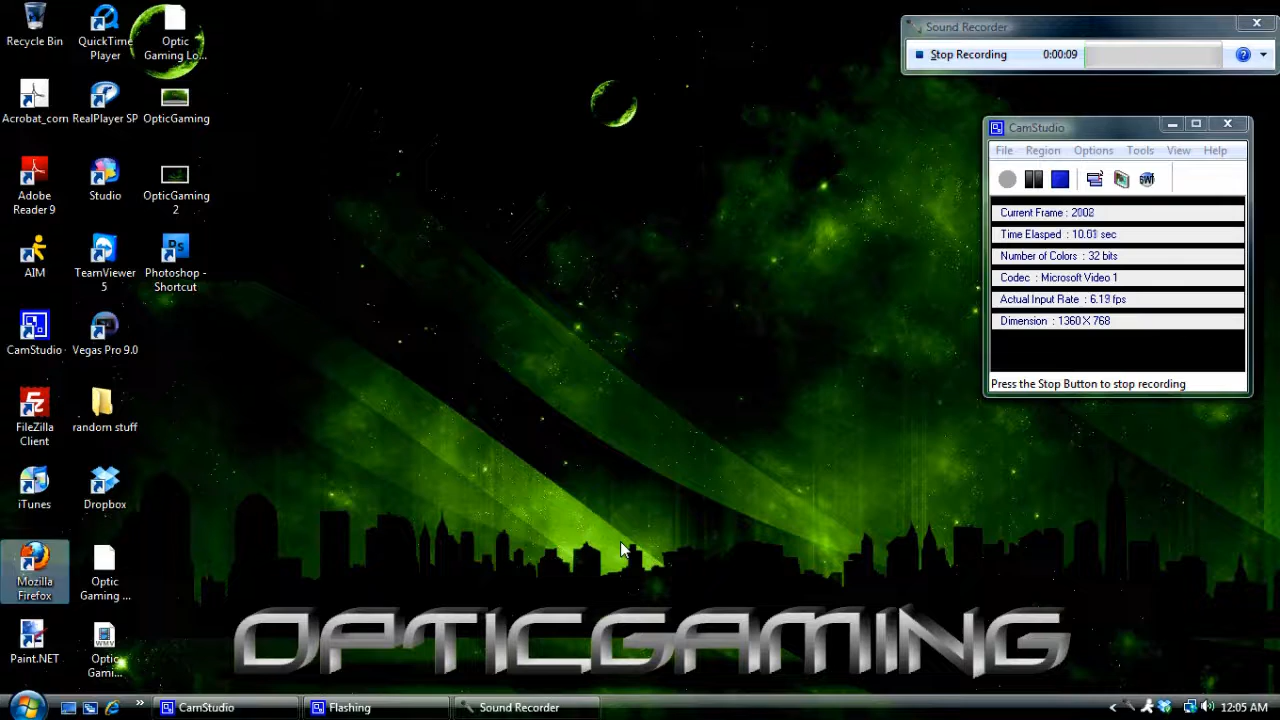 Recycle Bin
QuickTime
Player
Optic
Gaming Lo...
Acrobat_com
RealPlayer SP
OpticGaming
Adobe
Reader 9
Studio
OpticGaming
2
AIM
TeamViewer
5
Photoshop -
Shortcut
CamStudio
Vegas Pro 9.0
FileZilla
Client
random stuff
iTunes
Dropbox
Mozilla
Firefox
Optic
Gaming ...
Paint.NET
Optic
Gami...
Sound Recorder
Stop Recording
0:00:09
CamStudio
File Region Options Tools View Help
Current Frame : 2002
Time Elasped : 10.01 sec
Number of Colors : 32 bits
Codec : Microsoft Video 1
Actual Input Rate : 6.13 fps
Dimension : 1360 X 768
Press the Stop Button to stop recording
OPTICGAMING
CamStudio
Flashing
Sound Recorder
12:05 AM